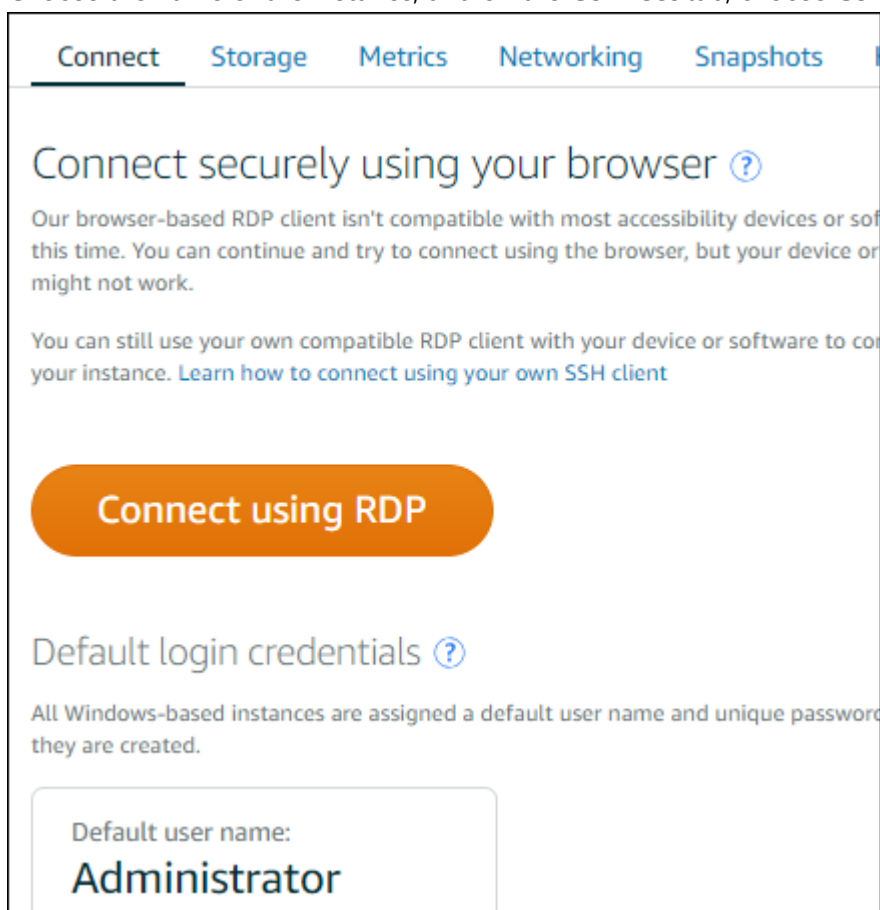 Connect Storage Metrics Networking Snapshots
Connect securely using your browser ?
Our browser-based RDP client isn't compatible with most accessibility devices or
this time. You can continue and try to connect using the browser, but your device or
might not work.
You can still use your own compatible RDP client with your device or software to
your instance. Learn how to connect using your own SSH client
Connect using RDP
Default login credentials ?
All Windows-based instances are assigned a default user name and unique password
they are created.
Default user name:
Administrator